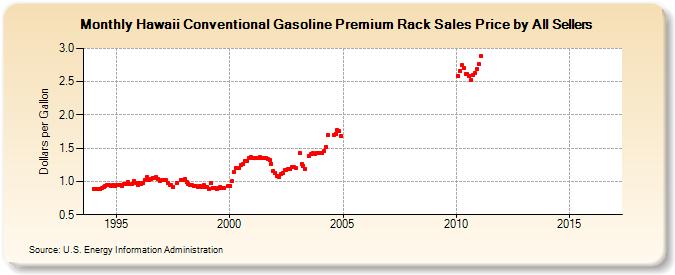 Monthly Hawaii Conventional Gasoline Premium Rack Sales Price by All Sellers
Dollars per Gallon
3.0
2.5
2.0
1.5
1.0
0.5
1995 2000 2005 2010 2015
Source: U.S. Energy Information Administration